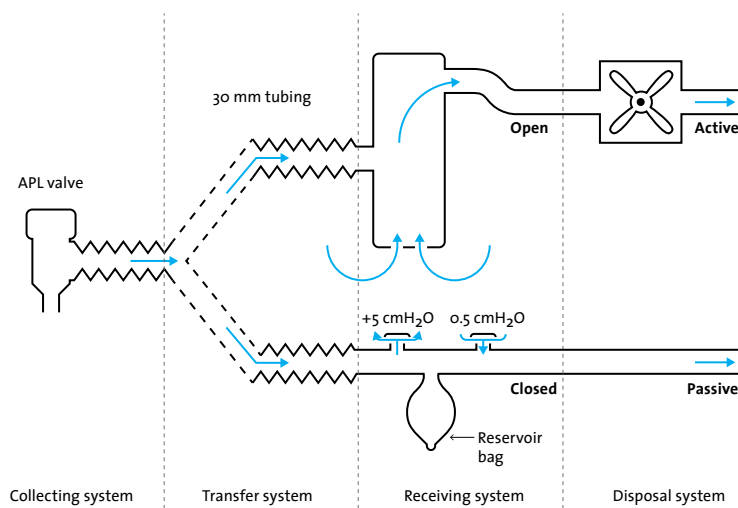 30 mm tubing
Open
Active
APL valve
+5 cmH₂O
0.5 cmH₂O
Closed
Passive
Reservoir
bag
Collecting system
Transfer system
Receiving system
Disposal system